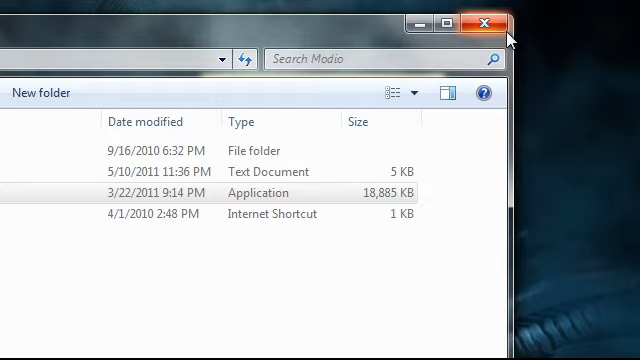 Search Modio
New folder
Date modified Type Size
9/16/2010 6:32 PM File folder
5/10/2011 11:36 PM Text Document 5 KB
3/22/2011 9:14 PM Application 18,885 KB
4/1/2010 2:48 PM Internet Shortcut 1 KB